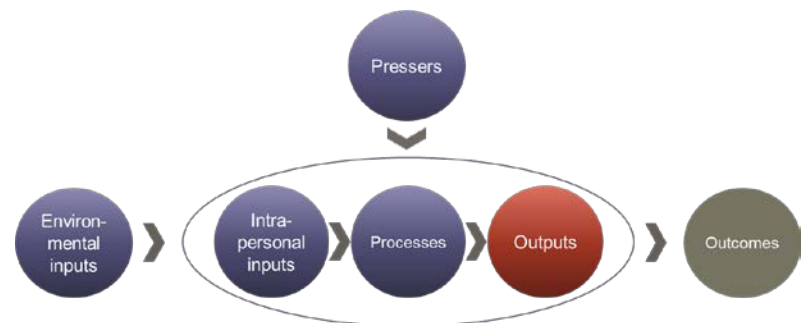 Pressers
Environ-
mental
inputs
Intra-
personal
inputs
Processes
Outputs
Outcomes